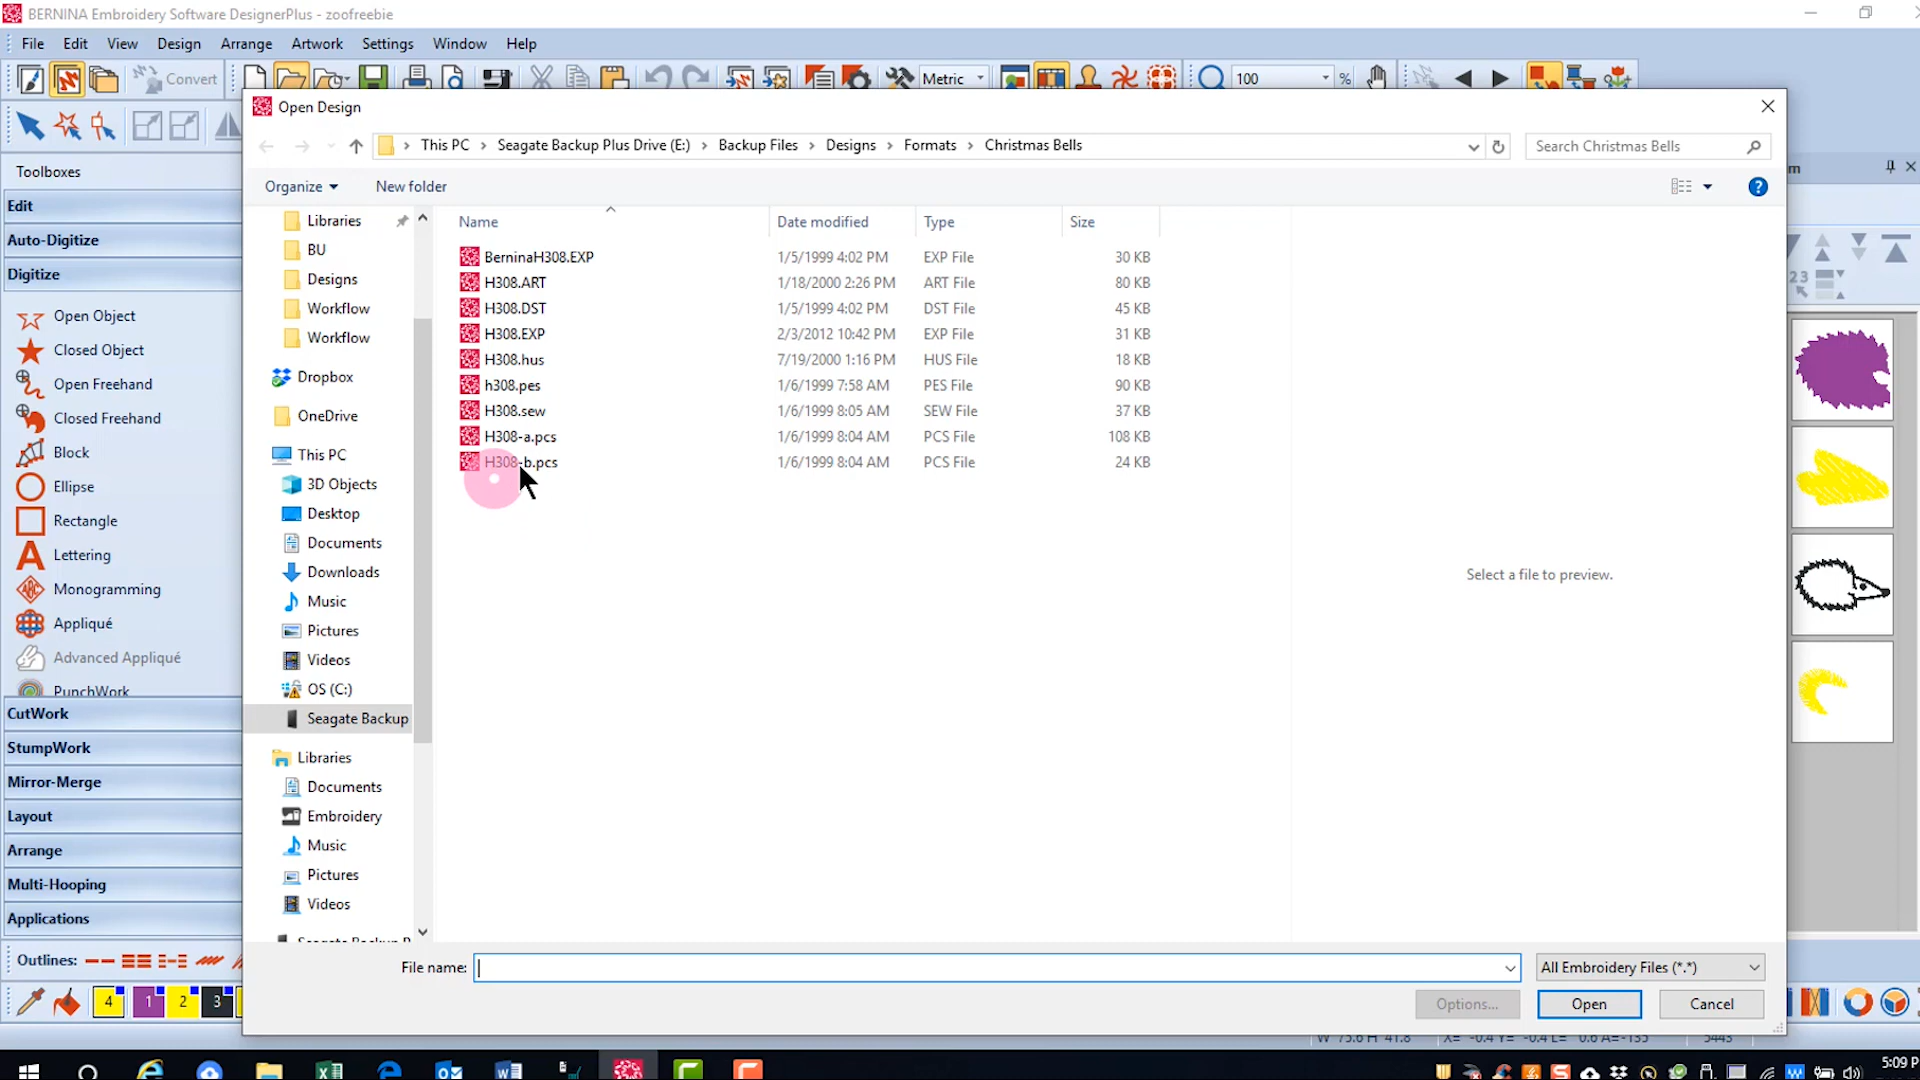 BERNINA Embroidery Software DesignerPlus - zoofreebie
File Edit View Design Arrange Artwork Settings Window Help
Convert Metric 100 %
Open Design
This PC > Seagate Backup Plus Drive (E:) > Backup Files > Designs > Formats > Christmas Bells
Search Christmas Bells
Organize New folder
Toolboxes
Edit
Auto-Digitize
Digitize
Open Object
Closed Object
Open Freehand
Closed Freehand
Block
Ellipse
Rectangle
Lettering
Monogramming
Appliqué
Advanced Appliqué
PunchWork
CutWork
StumpWork
Mirror-Merge
Layout
Arrange
Multi-Hooping
Applications
Outlines:
4 1 2 3
Libraries
BU
Designs
Workflow
Workflow
Dropbox
OneDrive
This PC
3D Objects
Desktop
Documents
Downloads
Music
Pictures
Videos
OS (C:)
Seagate Backup
Libraries
Documents
Embroidery
Music
Pictures
Videos
Name Date modified Type Size
BerninaH308.EXP 1/5/1999 4:02 PM EXP File 30 KB
H308.ART 1/18/2000 2:26 PM ART File 80 KB
H308.DST 1/5/1999 4:02 PM DST File 45 KB
H308.EXP 2/3/2012 10:42 PM EXP File 31 KB
H308.hus 7/19/2000 1:16 PM HUS File 18 KB
h308.pes 1/6/1999 7:58 AM PES File 90 KB
H308.sew 1/6/1999 8:05 AM SEW File 37 KB
H308-a.pcs 1/6/1999 8:04 AM PCS File 108 KB
H308-b.pcs 1/6/1999 8:04 AM PCS File 24 KB
Select a file to preview.
File name: All Embroidery Files (*.*)
Options... Open Cancel
5:09 P